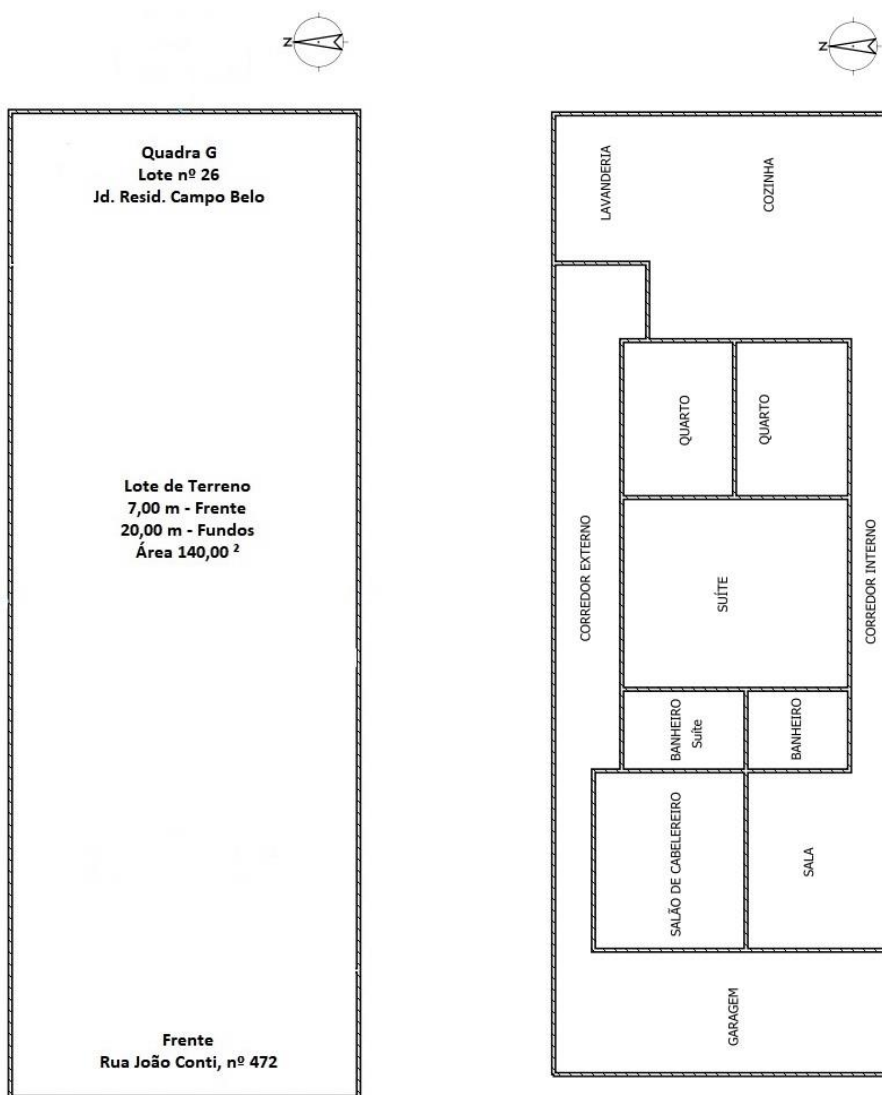 N
Quadra G
Lote nº 26
Jd. Resid. Campo Belo
Lote de Terreno
7,00 m - Frente
20,00 m - Fundos
Área 140,00 ²
Frente
Rua João Conti, nº 472
N
LAVANDERIA
COZINHA
QUARTO
QUARTO
CORREDOR EXTERNO
SUÍTE
CORREDOR INTERNO
BANHEIRO
Suíte
BANHEIRO
SALÃO DE CABELEREIRO
SALA
GARAGEM